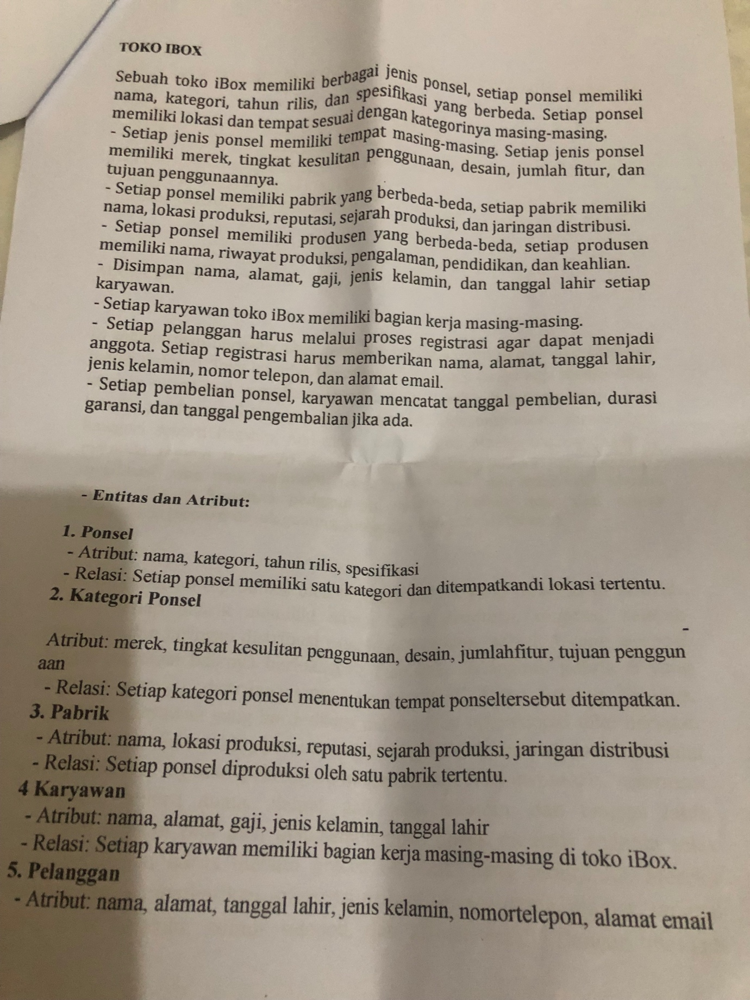 TOKO IBOX
Sebuah toko iBox memiliki berbagai jenis ponsel, setiap ponsel memiliki
nama, kategori, tahun rilis, dan spesifikasi yang berbeda. Setiap ponsel
memiliki lokasi dan tempat sesuai dengan kategorinya masing-masing.
- Setiap jenis ponsel memiliki tempat masing-masing. Setiap jenis ponsel
memiliki merek, tingkat kesulitan penggunaan, desain, jumlah fitur, dan
tujuan penggunaannya.
- Setiap ponsel memiliki pabrik yang berbeda-beda, setiap pabrik memiliki
nama, lokasi produksi, reputasi, sejarah produksi, dan jaringan distribusi.
- Setiap ponsel memiliki produsen yang berbeda-beda, setiap produsen
memiliki nama, riwayat produksi, pengalaman, pendidikan, dan keahlian.
- Disimpan nama, alamat, gaji, jenis kelamin, dan tanggal lahir setiap
karyawan.
- Setiap karyawan toko iBox memiliki bagian kerja masing-masing.
- Setiap pelanggan harus melalui proses registrasi agar dapat menjadi
anggota. Setiap registrasi harus memberikan nama, alamat, tanggal lahir,
jenis kelamin, nomor telepon, dan alamat email.
- Setiap pembelian ponsel, karyawan mencatat tanggal pembelian, durasi
garansi, dan tanggal pengembalian jika ada.
- Entitas dan Atribut:
1. Ponsel
- Atribut: nama, kategori, tahun rilis, spesifikasi
- Relasi: Setiap ponsel memiliki satu kategori dan ditempatkandi lokasi tertentu.
2. Kategori Ponsel
-
Atribut: merek, tingkat kesulitan penggunaan, desain, jumlahfitur, tujuan penggun
aan
- Relasi: Setiap kategori ponsel menentukan tempat ponseltersebut ditempatkan.
3. Pabrik
- Atribut: nama, lokasi produksi, reputasi, sejarah produksi, jaringan distribusi
- Relasi: Setiap ponsel diproduksi oleh satu pabrik tertentu.
4 Karyawan
- Atribut: nama, alamat, gaji, jenis kelamin, tanggal lahir
- Relasi: Setiap karyawan memiliki bagian kerja masing-masing di toko iBox.
5. Pelanggan
- Atribut: nama, alamat, tanggal lahir, jenis kelamin, nomortelepon, alamat email